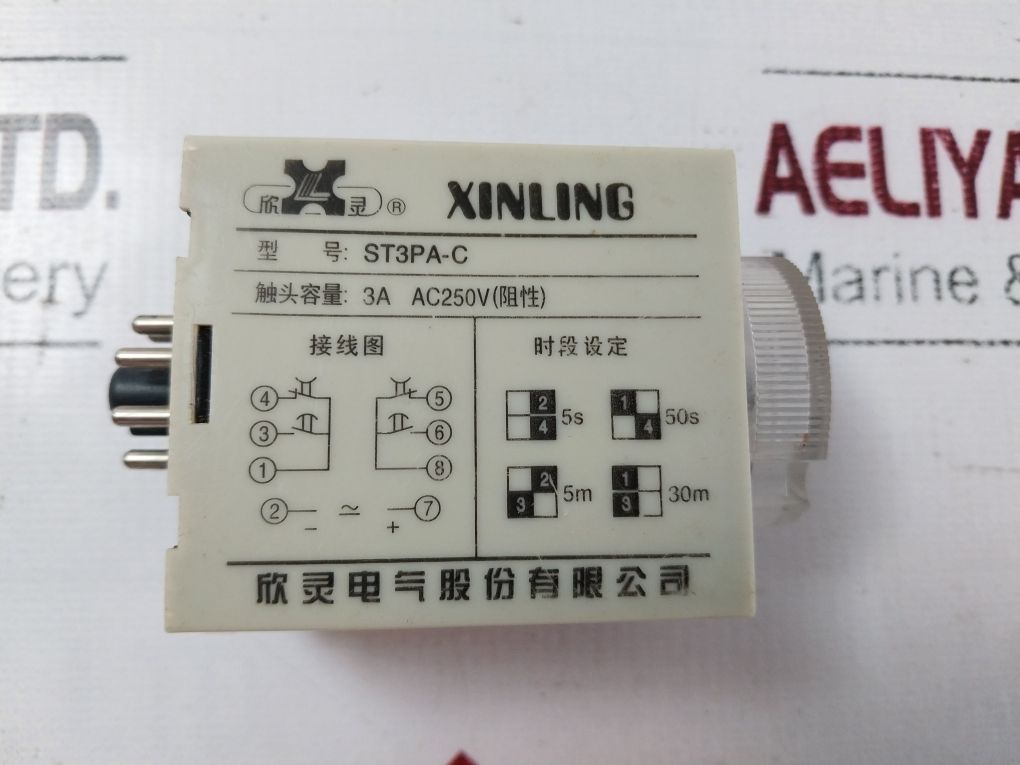 TD.
ery
AELIYA
Marine &
欣 灵 ® XINLING
型 号: ST3PA-C
触头容量: 3A AC250V(阻性)
接线图
④ ⑤
③ ⑥
① ⑧
② ≃ ⑦
− +
时段设定
2 4 5s
1 4 50s
2 3 5m
1 3 30m
欣灵电气股份有限公司